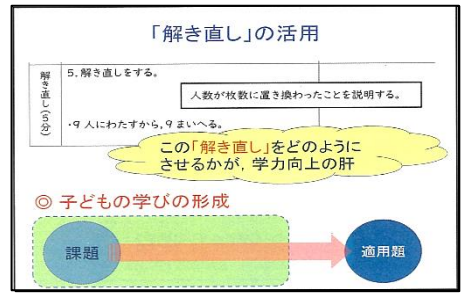 「解き直し」の活用
解き直し(5分)
5.解き直しをする。
人数が枚数に置き換わったことを説明する。
・9人にわたすから,9まいへる。
この「解き直し」をどのように
させるかが,学力向上の肝
◎ 子どもの学びの形成
課題
適用題